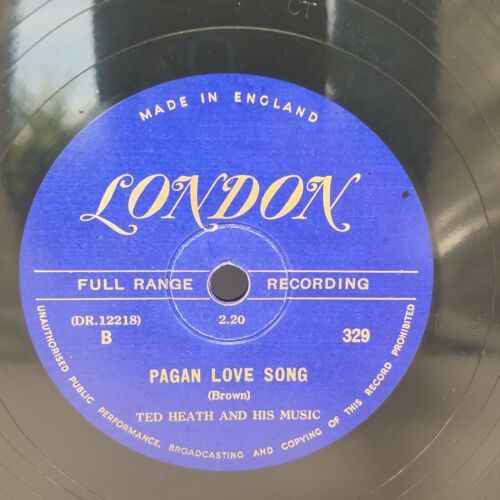 CT
MADE IN ENGLAND
LONDON
FULL RANGE RECORDING
(DR.12218) 2.20 329
B
PAGAN LOVE SONG
(Brown)
TED HEATH AND HIS MUSIC
UNAUTHORISED PUBLIC PERFORMANCE, BROADCASTING AND COPYING OF THIS RECORD PROHIBITED